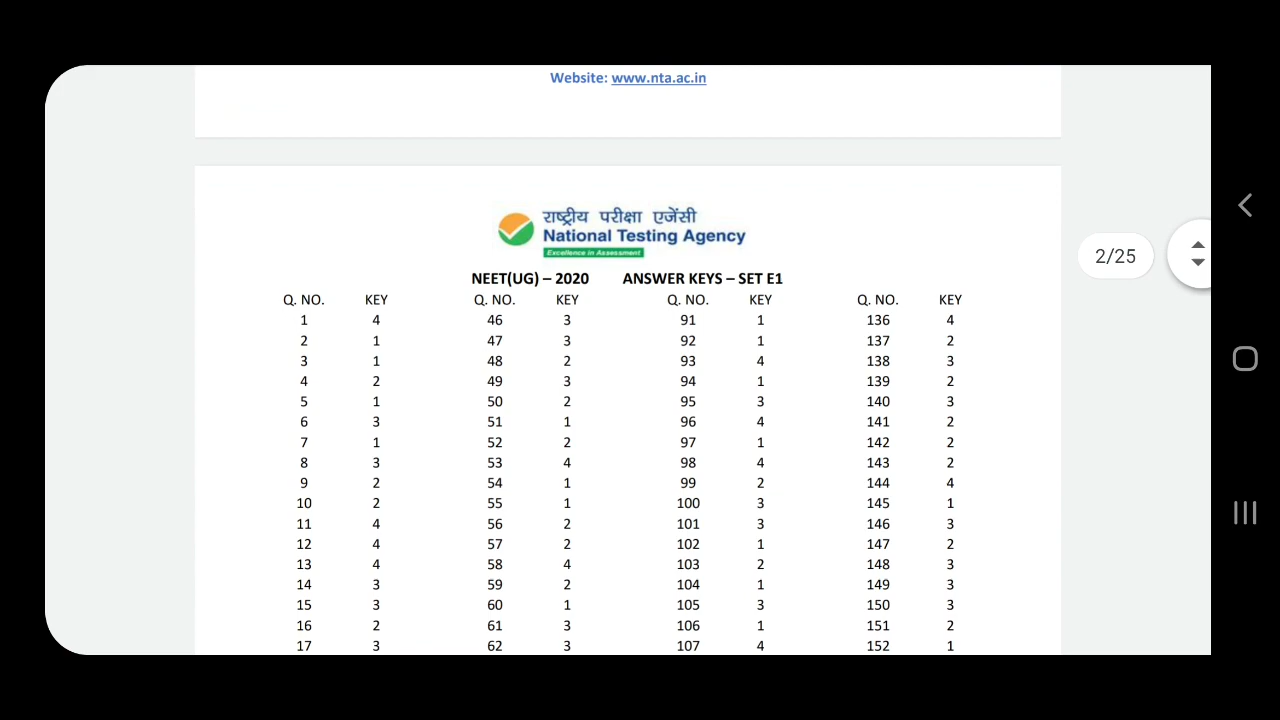 Website: www.nta.ac.in
राष्ट्रीय परीक्षा एजेंसी
National Testing Agency
Excellence in Assessment
NEET(UG) – 2020 ANSWER KEYS – SET E1
Q. NO. KEY Q. NO. KEY Q. NO. KEY Q. NO. KEY
1 4 46 3 91 1 136 4
2 1 47 3 92 1 137 2
3 1 48 2 93 4 138 3
4 2 49 3 94 1 139 2
5 1 50 2 95 3 140 3
6 3 51 1 96 4 141 2
7 1 52 2 97 1 142 2
8 3 53 4 98 4 143 2
9 2 54 1 99 2 144 4
10 2 55 1 100 3 145 1
11 4 56 2 101 3 146 3
12 4 57 2 102 1 147 2
13 4 58 4 103 2 148 3
14 3 59 2 104 1 149 3
15 3 60 1 105 3 150 3
16 2 61 3 106 1 151 2
17 3 62 3 107 4 152 1
2/25